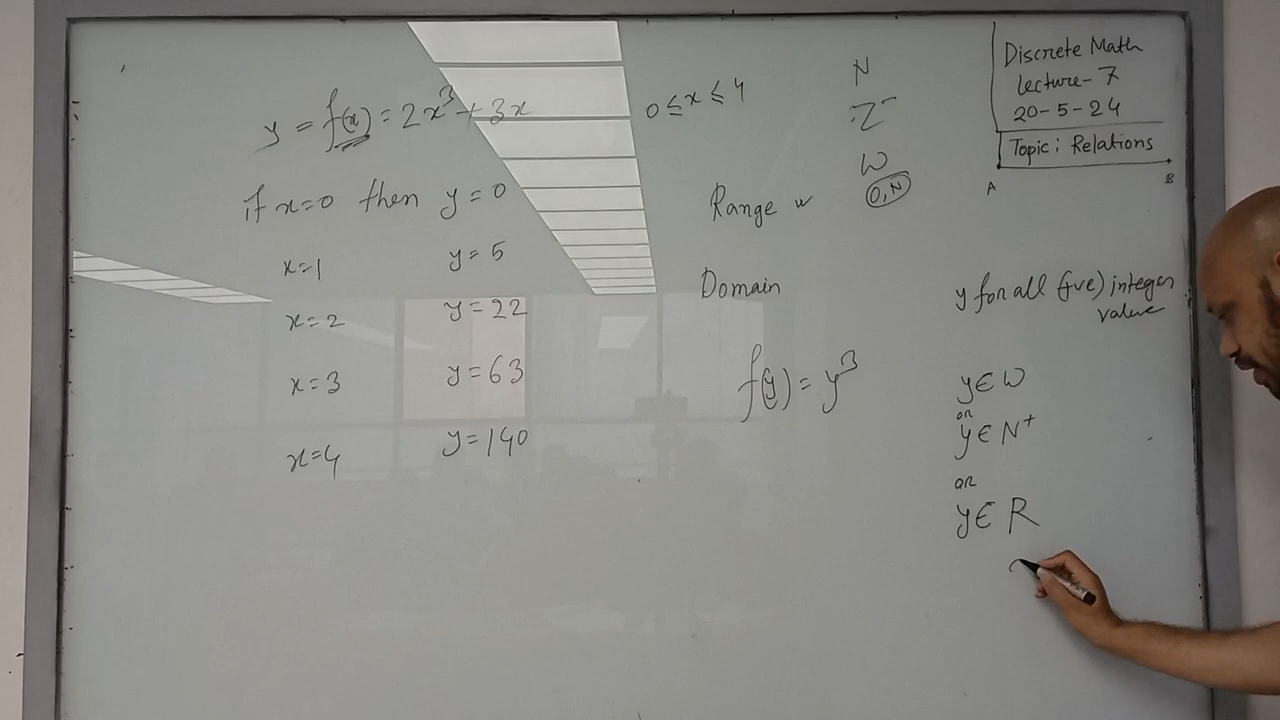 Discrete Math
Lecture-7
20-5-24
Topic: Relations
A B
y = f(x) = 2x³ + 3x 0 ≤ x ≤ 4
if x=0 then y=0
x=1 y=5
x=2 y=22
x=3 y=63
x=4 y=140
N
Z⁻
W
0, N
Range w
Domain
f(y) = y³
y for all (+ve) integer
value
y ∈ W
or
y ∈ N⁺
OR
y ∈ R